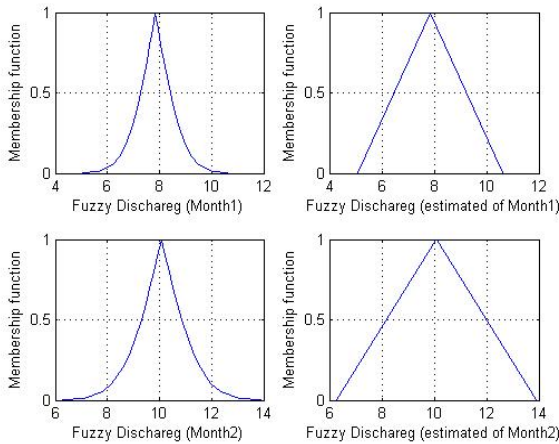 1
0.5
0
Membership function
4 6 8 10 12
Fuzzy Dischareg (Month1)
1
0.5
0
Membership function
4 6 8 10 12
Fuzzy Dischareg (estimated of Month1)
1
0.5
0
Membership function
6 8 10 12 14
Fuzzy Dischareg (Month2)
1
0.5
0
Membership function
6 8 10 12 14
Fuzzy Dischareg (estimated of Month2)